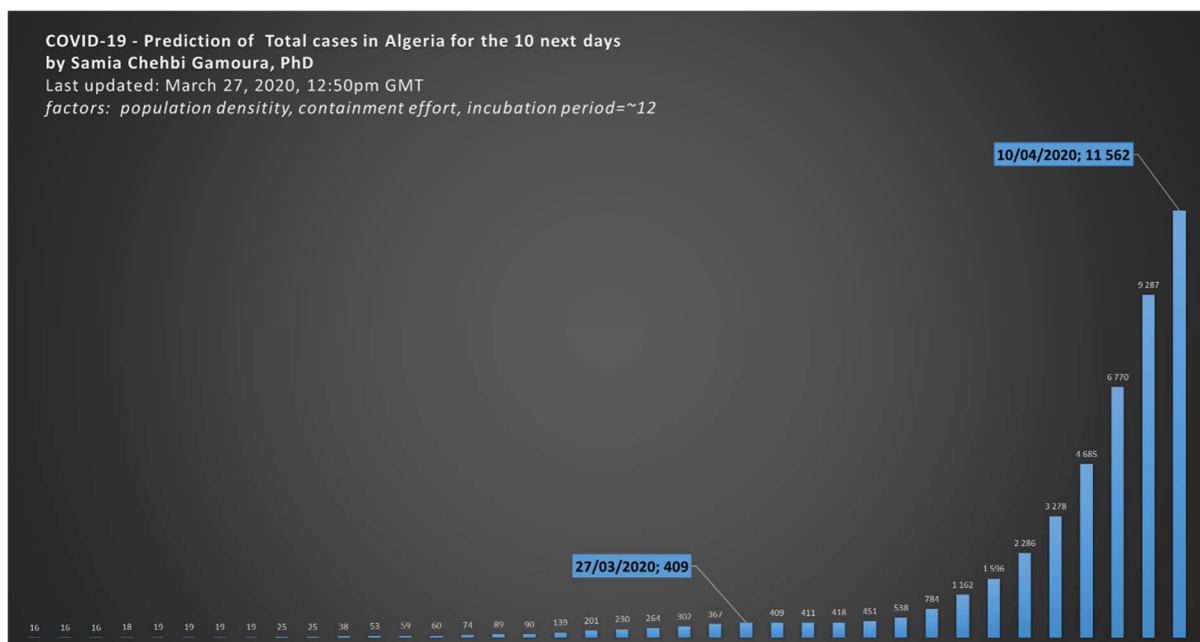 COVID-19 - Prediction of Total cases in Algeria for the 10 next days
by Samia Chehbi Gamoura, PhD
Last updated: March 27, 2020, 12:50pm GMT
factors: population densitity, containment effort, incubation period=~12
10/04/2020; 11 562
9 287
6 770
4 685
3 278
2 286
27/03/2020; 409
1 596
1 162
784
16 16 16 18 19 19 19 19 25 25 38 53 59 60 74 89 90 139 201 230 264 302 367 409 411 418 451 538